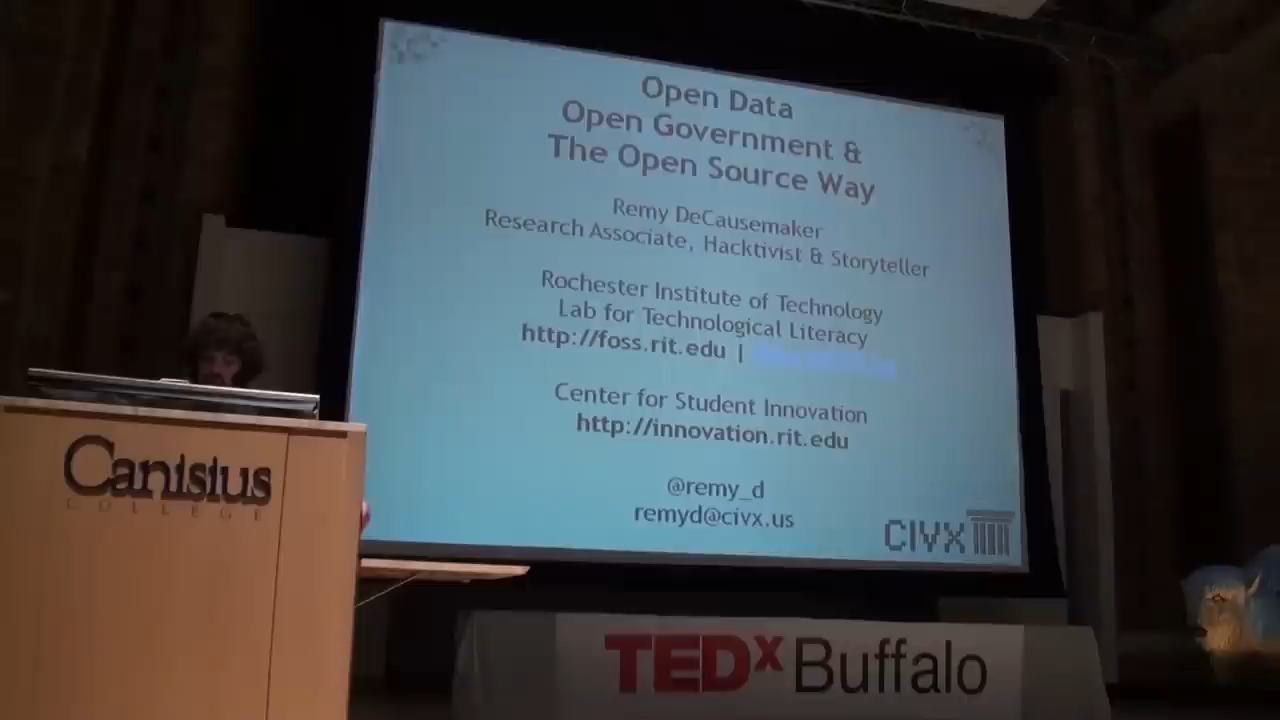 Open Data
Open Government &
The Open Source Way
Remy DeCausemaker
Research Associate, Hacktivist & Storyteller
Rochester Institute of Technology
Lab for Technological Literacy
http://foss.rit.edu |
Center for Student Innovation
http://innovation.rit.edu
@remy_d
remyd@civx.us
CIVX
Canisius
COLLEGE
TEDx Buffalo